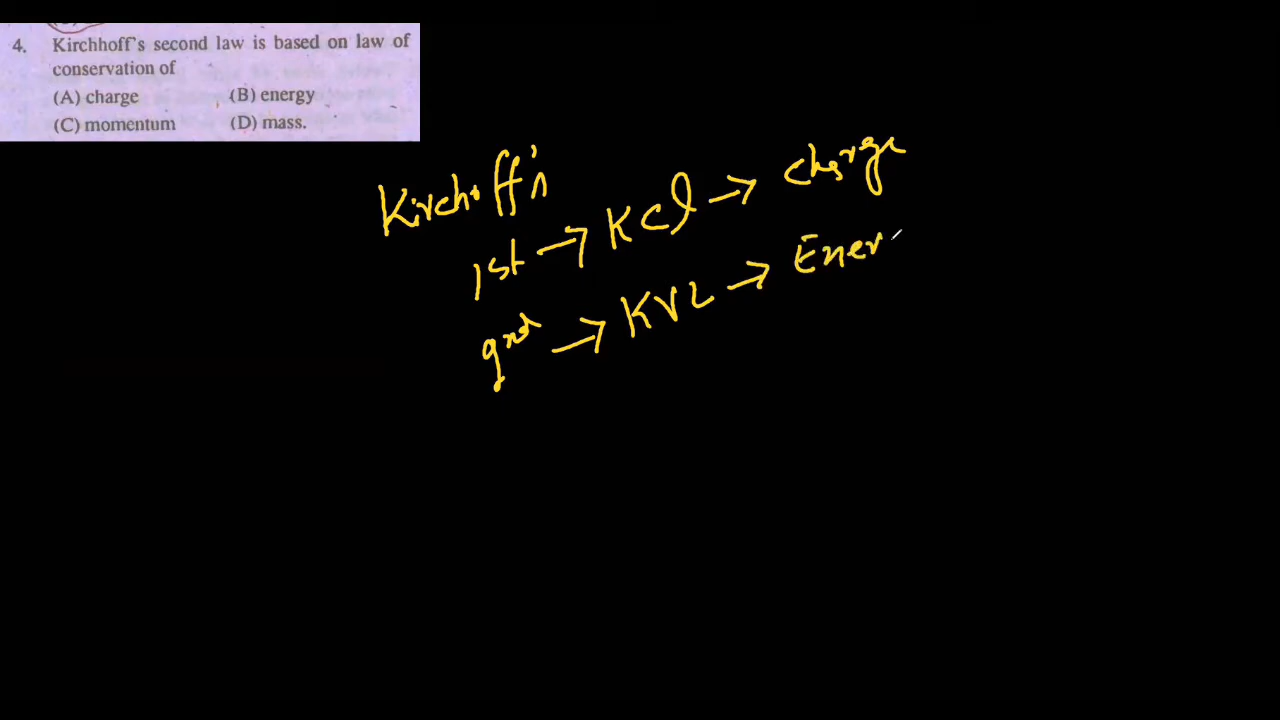 4. Kirchhoff's second law is based on law of
conservation of
(A) charge (B) energy
(C) momentum (D) mass.
Kirchoff's
1st → KCL → charge
2nd → KVL → Ener